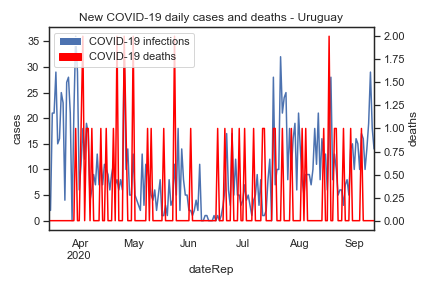 New COVID-19 daily cases and deaths - Uruguay
COVID-19 infections
COVID-19 deaths
cases
35
30
25
20
15
10
5
0
deaths
2.00
1.75
1.50
1.25
1.00
0.75
0.50
0.25
0.00
Apr May Jun Jul Aug Sep
2020
dateRep